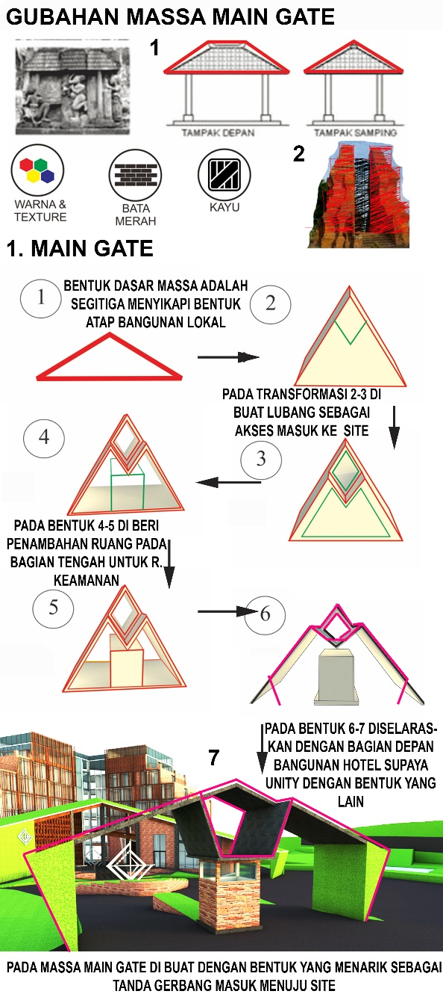 GUBAHAN MASSA MAIN GATE
1
TAMPAK DEPAN
TAMPAK SAMPING
WARNA &
TEXTURE
BATA
MERAH
KAYU
2
1. MAIN GATE
1
BENTUK DASAR MASSA ADALAH
SEGITIGA MENYIKAPI BENTUK
ATAP BANGUNAN LOKAL
2
PADA TRANSFORMASI 2-3 DI
BUAT LUBANG SEBAGAI
AKSES MASUK KE SITE
4
3
PADA BENTUK 4-5 DI BERI
PENAMBAHAN RUANG PADA
BAGIAN TENGAH UNTUK R.
KEAMANAN
5
6
PADA BENTUK 6-7 DISELARAS-
KAN DENGAN BAGIAN DEPAN
BANGUNAN HOTEL SUPAYA
UNITY DENGAN BENTUK YANG
LAIN
7
PADA MASSA MAIN GATE DI BUAT DENGAN BENTUK YANG MENARIK SEBAGAI
TANDA GERBANG MASUK MENUJU SITE